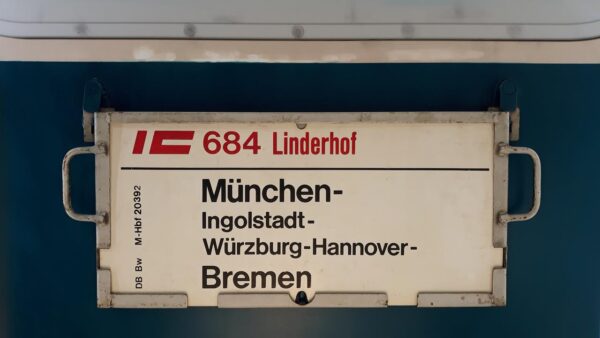 IC 684 Linderhof
München-
Ingolstadt-
Würzburg-Hannover-
Bremen
DB Bw M-Hbf 20392